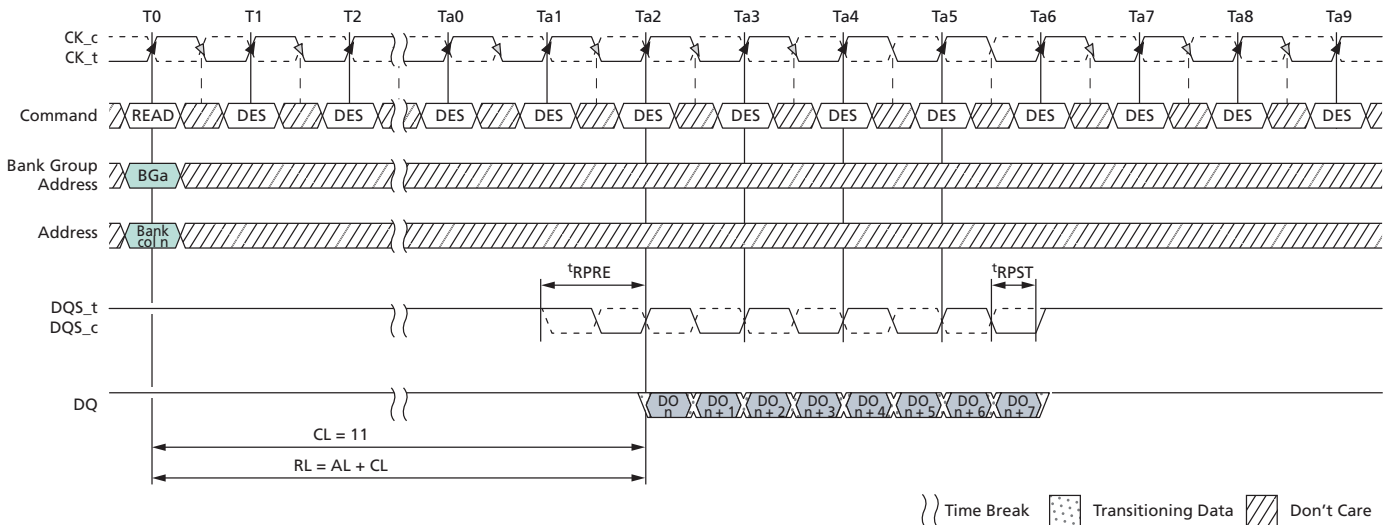 T0 T1 T2 Ta0 Ta1 Ta2 Ta3 Ta4 Ta5 Ta6 Ta7 Ta8 Ta9
CK_c
CK_t
Command READ DES DES DES DES DES DES DES DES DES DES DES DES
Bank Group
Address
BGa
Address
Bank
col n
tRPRE
tRPST
DQS_t
DQS_c
DQ
DO
n
DO
n + 1
DO
n + 2
DO
n + 3
DO
n + 4
DO
n + 5
DO
n + 6
DO
n + 7
CL = 11
RL = AL + CL
Time Break Transitioning Data Don't Care